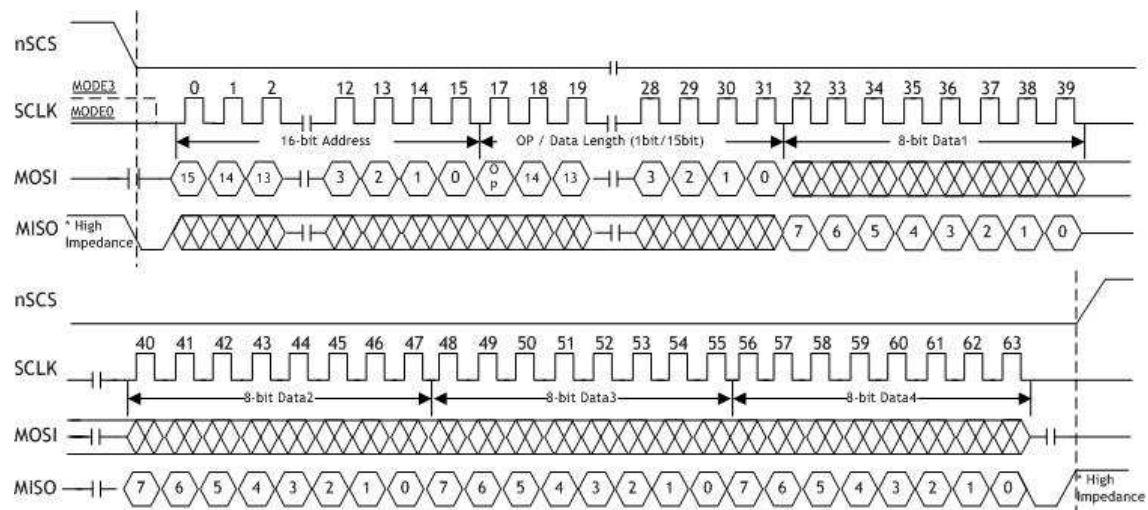 nSCS
MODE3
0 1 2 12 13 14 15 17 18 19 28 29 30 31 32 33 34 35 36 37 38 39
SCLK
MODE0
16-bit Address OP / Data Length (1bit/15bit) 8-bit Data1
MOSI 15 14 13 3 2 1 0 OP 14 13 3 2 1 0
MISO * High Impedance 7 6 5 4 3 2 1 0
nSCS
40 41 42 43 44 45 46 47 48 49 50 51 52 53 54 55 56 57 58 59 60 61 62 63
SCLK
8-bit Data2 8-bit Data3 8-bit Data4
MOSI
MISO 7 6 5 4 3 2 1 0 7 6 5 4 3 2 1 0 7 6 5 4 3 2 1 0 * High Impedance